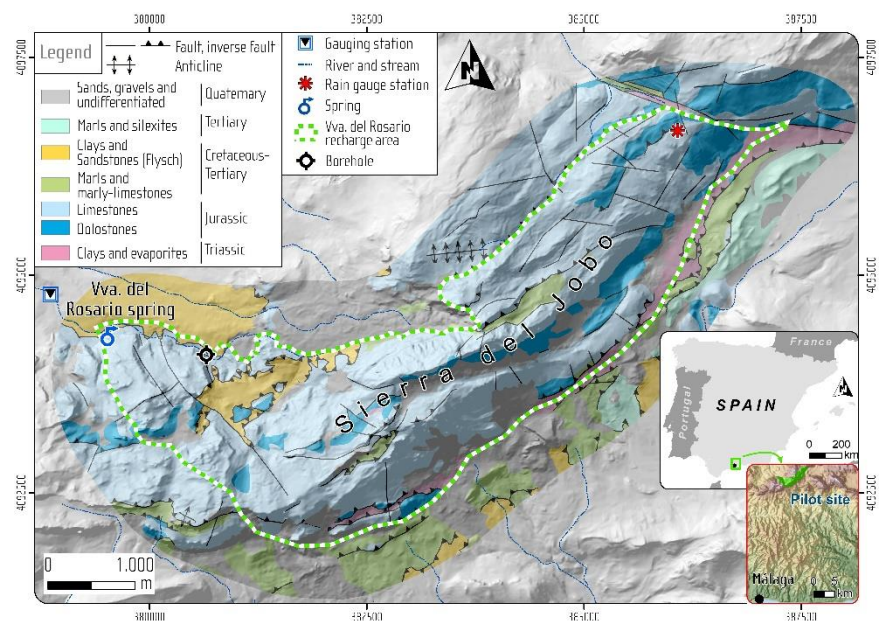 380000
382500
385000
387500
4097500
4095000
4092500
Legend
Fault, inverse fault
Anticline
Sands, gravels and
undifferentiated
Quaternary
Marls and silexites
Tertiary
Clays and
Sandstones (Flysch)
Cretaceous-
Tertiary
Marls and
marly-limestones
Limestones
Jurassic
Dolostones
Clays and evaporites
Triassic
Gauging station
River and stream
Rain gauge station
Spring
Vva. del Rosario
recharge area
Borehole
N
4097500
4095000
4092500
Vva. del
Rosario spring
Sierra del Jobo
France
Portugal
SPAIN
N
0 200
km
Pilot site
Málaga
0 5
km
0 1.000
m
380000
382500
385000
387500